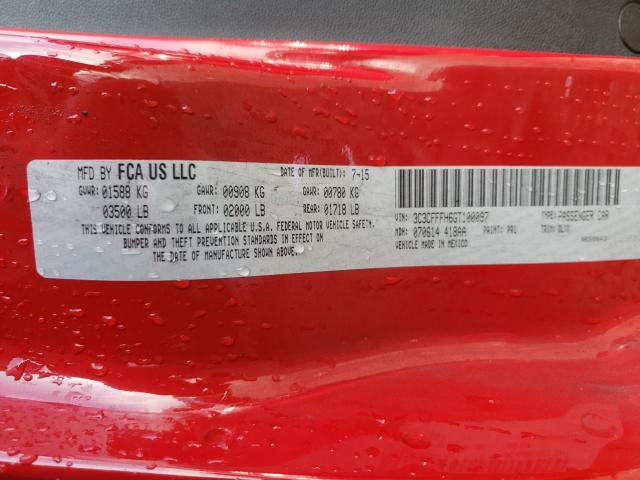 MFD BY FCA US LLC DATE OF MFR(BUILT): 7-15
GVWR: 01588 KG GAWR: 00908 KG GAWR: 00780 KG
03500 LB FRONT: 02000 LB REAR: 01718 LB
THIS VEHICLE CONFORMS TO ALL APPLICABLE U.S.A. FEDERAL MOTOR VEHICLE SAFETY,
BUMPER AND THEFT PREVENTION STANDARDS IN EFFECT ON
THE DATE OF MANUFACTURE SHOWN ABOVE.
VIN: 3C3CFFFH6GT100097 TYPE: PASSENGER CAR
MDH: 070614 418AA PAINT: PR1 TRIM:
VEHICLE MADE IN MEXICO